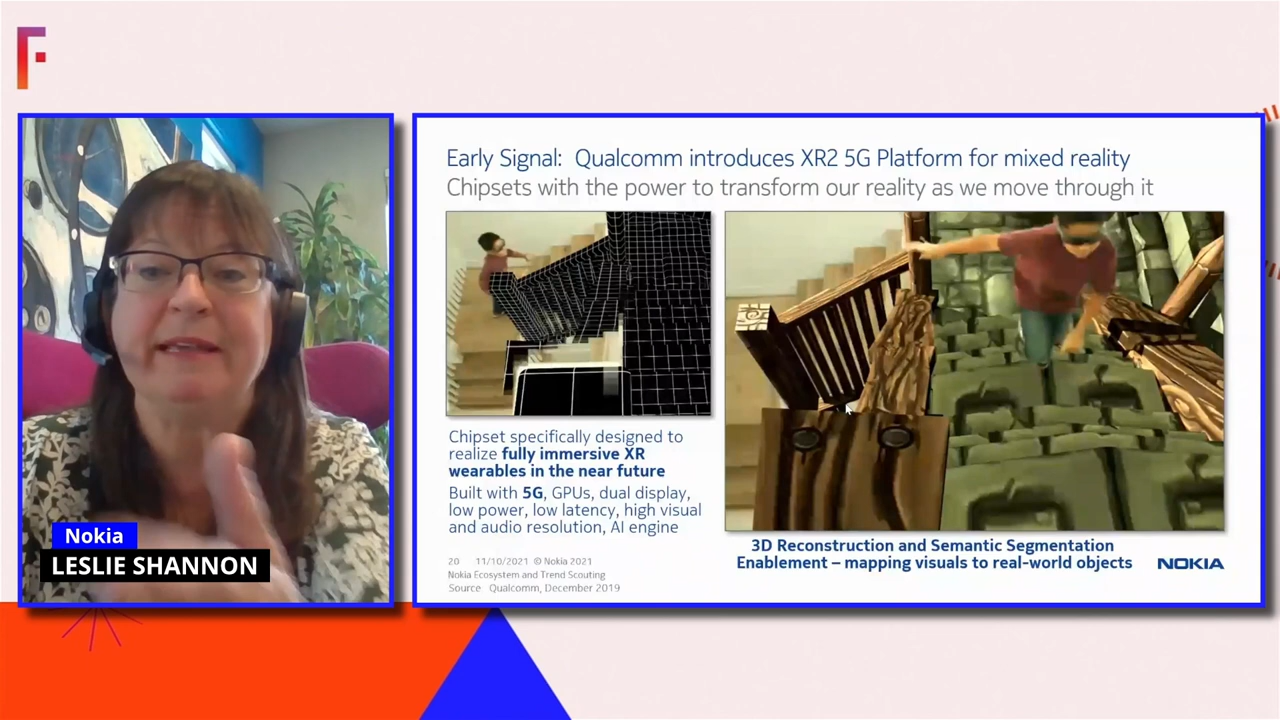 F
Nokia
LESLIE SHANNON
Early Signal: Qualcomm introduces XR2 5G Platform for mixed reality
Chipsets with the power to transform our reality as we move through it
Chipset specifically designed to
realize fully immersive XR
wearables in the near future
Built with 5G, GPUs, dual display,
low power, low latency, high visual
and audio resolution, AI engine
20 11/10/2021 © Nokia 2021
Nokia Ecosystem and Trend Scouting
Source Qualcomm, December 2019
3D Reconstruction and Semantic Segmentation
Enablement – mapping visuals to real-world objects
NOKIA